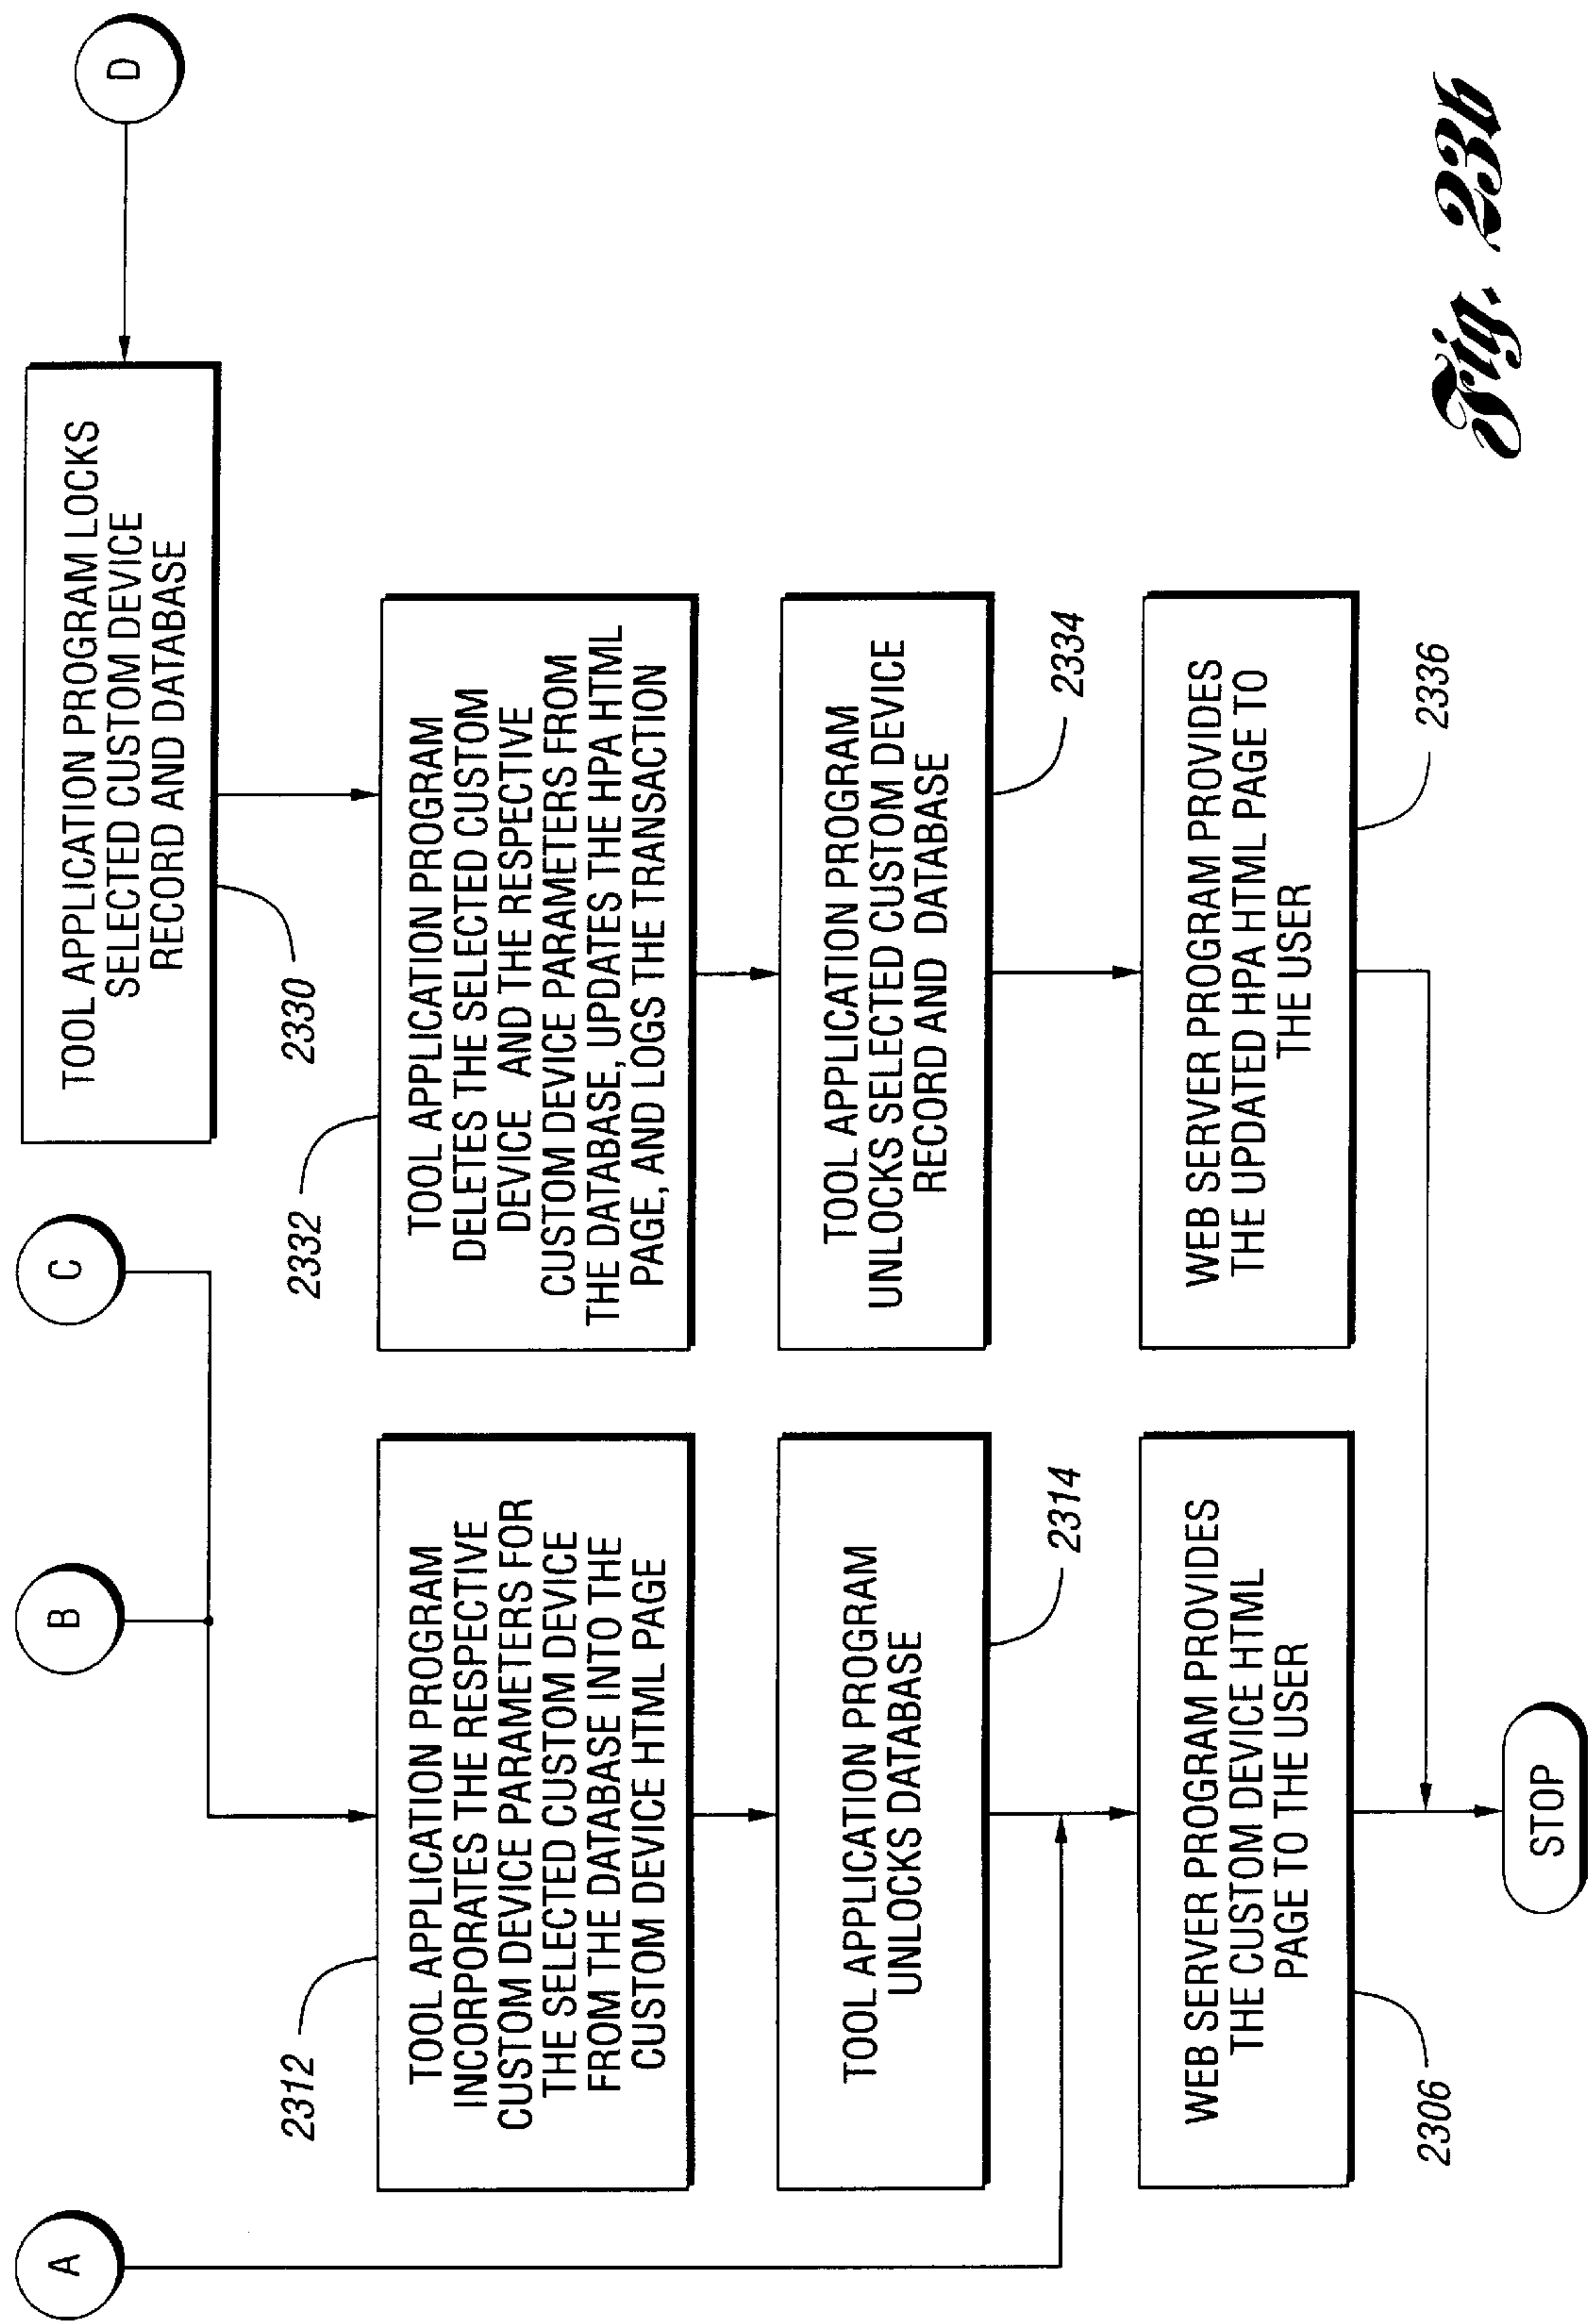 A
B
C
D
TOOL APPLICATION PROGRAM LOCKS
SELECTED CUSTOM DEVICE
RECORD AND DATABASE
2330
2312
TOOL APPLICATION PROGRAM
INCORPORATES THE RESPECTIVE
CUSTOM DEVICE PARAMETERS FOR
THE SELECTED CUSTOM DEVICE
FROM THE DATABASE INTO THE
CUSTOM DEVICE HTML PAGE
2332
TOOL APPLICATION PROGRAM
DELETES THE SELECTED CUSTOM
DEVICE AND THE RESPECTIVE
CUSTOM DEVICE PARAMETERS FROM
THE DATABASE, UPDATES THE HPA HTML
PAGE, AND LOGS THE TRANSACTION
TOOL APPLICATION PROGRAM
UNLOCKS DATABASE
2314
TOOL APPLICATION PROGRAM
UNLOCKS SELECTED CUSTOM DEVICE
RECORD AND DATABASE
2334
WEB SERVER PROGRAM PROVIDES
THE CUSTOM DEVICE HTML
PAGE TO THE USER
2306
WEB SERVER PROGRAM PROVIDES
THE UPDATED HPA HTML PAGE TO
THE USER
2336
STOP
Fig. 23b